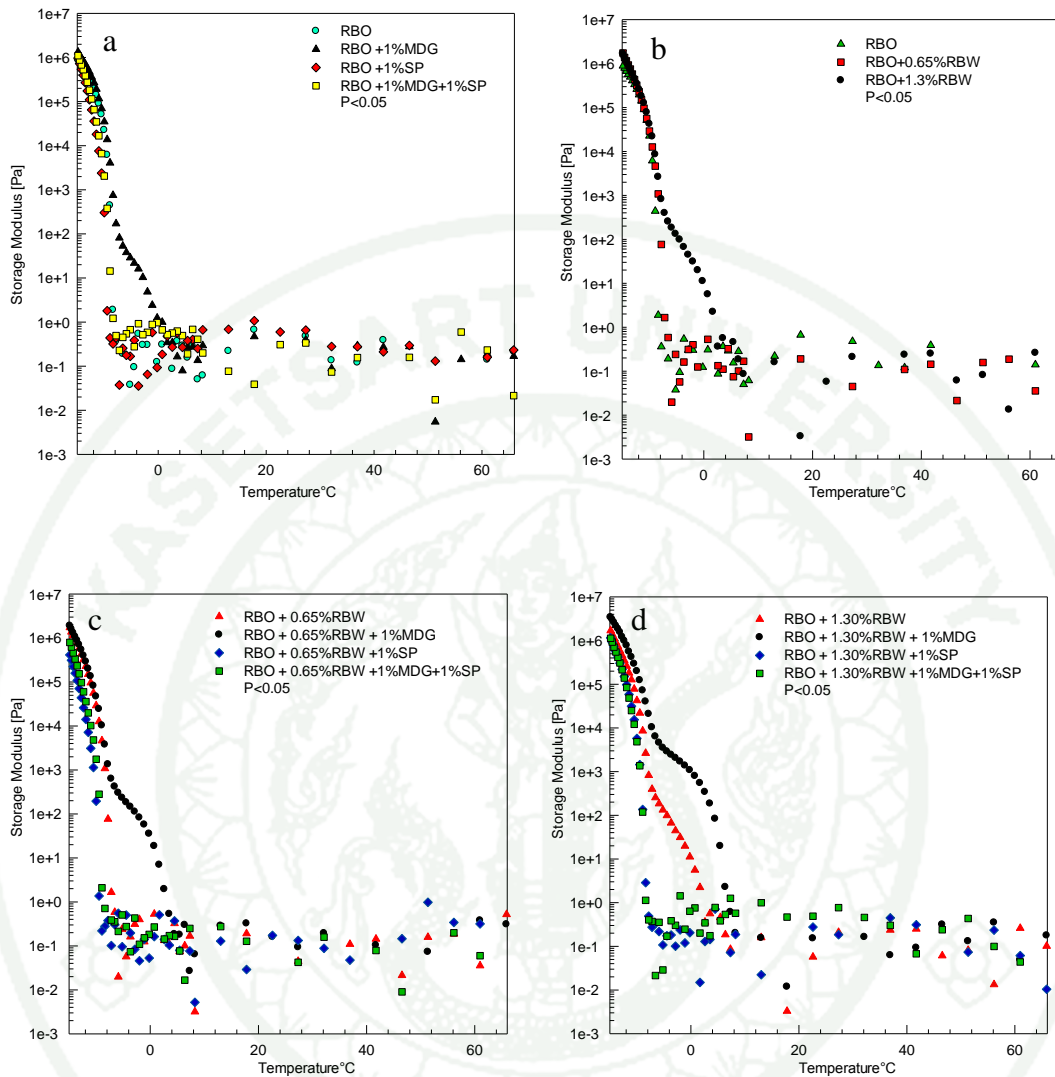 a
RBO
RBO +1%MDG
RBO +1%SP
RBO +1%MDG+1%SP
P<0.05
1e+7
1e+6
1e+5
1e+4
1e+3
1e+2
1e+1
1e+0
1e-1
1e-2
1e-3
Storage Modulus [Pa]
0 20 40 60
Temperature°C
b
RBO
RBO+0.65%RBW
RBO+1.3%RBW
P<0.05
1e+7
1e+6
1e+5
1e+4
1e+3
1e+2
1e+1
1e+0
1e-1
1e-2
1e-3
Storage Modulus [Pa]
0 20 40 60
Temperature°C
c
RBO + 0.65%RBW
RBO + 0.65%RBW + 1%MDG
RBO + 0.65%RBW +1%SP
RBO + 0.65%RBW +1%MDG+1%SP
P<0.05
1e+7
1e+6
1e+5
1e+4
1e+3
1e+2
1e+1
1e+0
1e-1
1e-2
1e-3
Storage Modulus [Pa]
0 20 40 60
Temperature°C
d
RBO + 1.30%RBW
RBO + 1.30%RBW + 1%MDG
RBO + 1.30%RBW +1%SP
RBO + 1.30%RBW +1%MDG+1%SP
P<0.05
1e+7
1e+6
1e+5
1e+4
1e+3
1e+2
1e+1
1e+0
1e-1
1e-2
1e-3
Storage Modulus [Pa]
0 20 40 60
Temperature°C
KASETSART UNIVERSITY